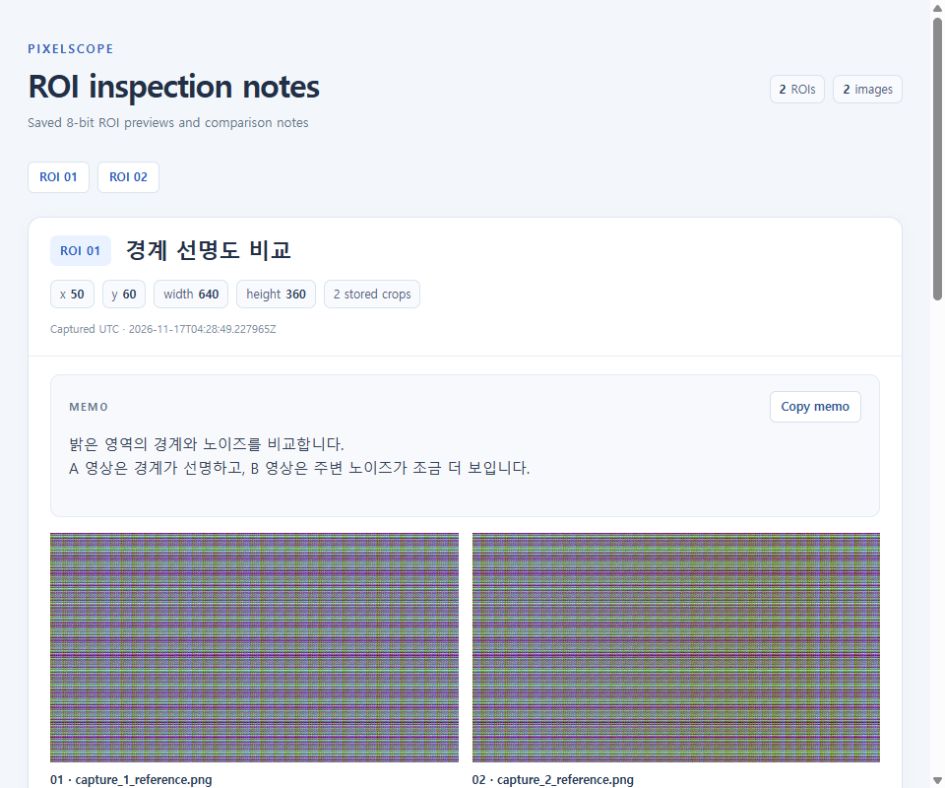 PIXELSCOPE
ROI inspection notes
2 ROIs
2 images
Saved 8-bit ROI previews and comparison notes
ROI 01
ROI 02
ROI 01 경계 선명도 비교
x 50
y 60
width 640
height 360
2 stored crops
Captured UTC · 2026-11-17T04:28:49.227965Z
MEMO
Copy memo
밝은 영역의 경계와 노이즈를 비교합니다.
A 영상은 경계가 선명하고, B 영상은 주변 노이즈가 조금 더 보입니다.
01 · capture_1_reference.png
02 · capture_2_reference.png